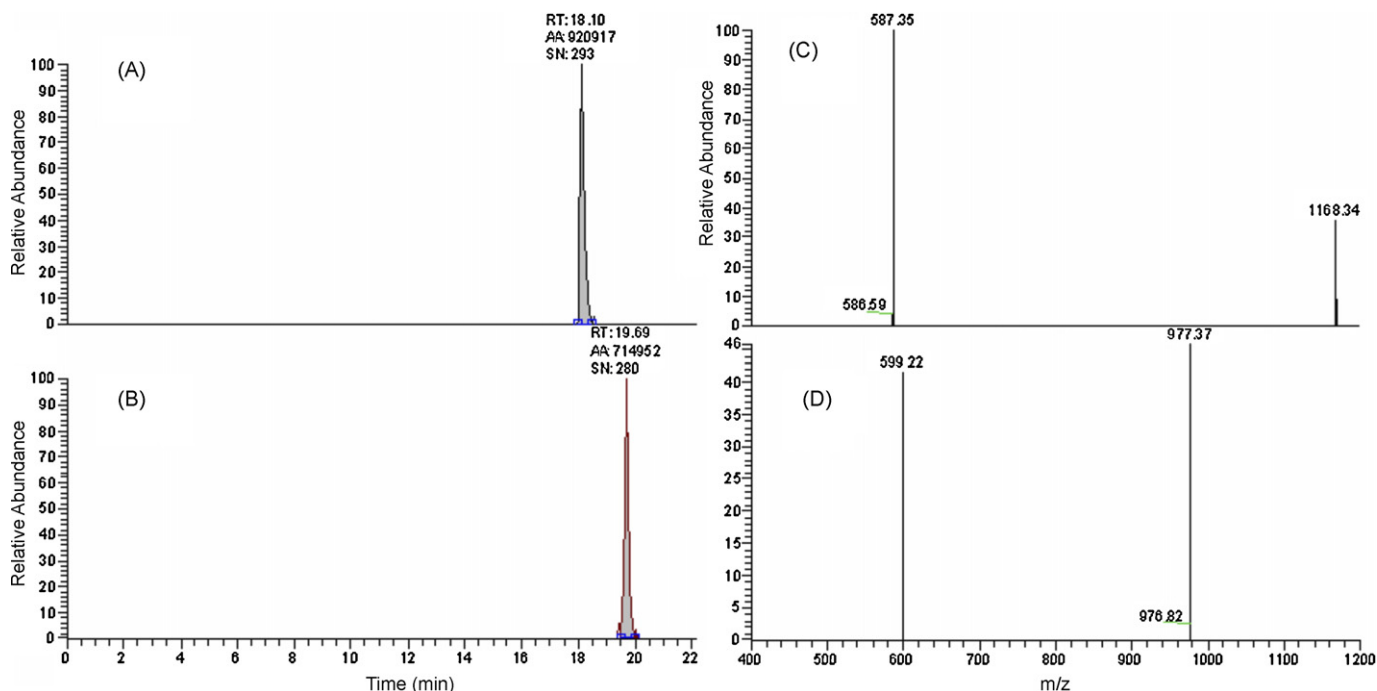 RT: 18.10
AA: 920917
SN: 293
(A)
100
90
80
70
60
50
40
30
20
10
0
Relative Abundance
RT: 19.69
AA: 714952
SN: 280
(B)
100
90
80
70
60
50
40
30
20
10
0
Relative Abundance
0 2 4 6 8 10 12 14 16 18 20 22
Time (min)
587.35
(C)
100
90
80
70
60
50
40
30
20
10
0
Relative Abundance
1168.34
586.59
977.37
599.22
(D)
46
40
35
30
25
20
15
10
5
0
976.82
400 500 600 700 800 900 1000 1100 1200
m/z